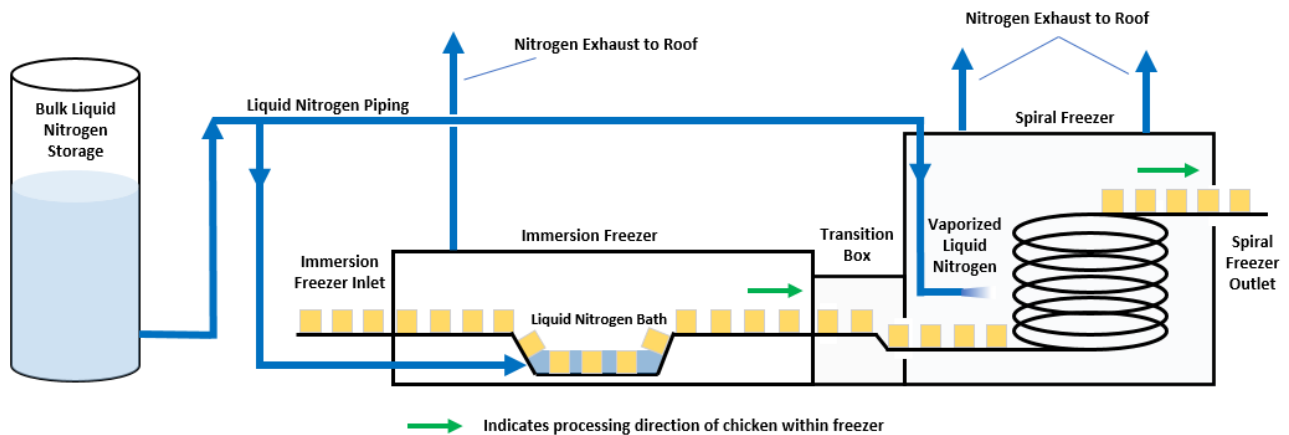 Nitrogen Exhaust to Roof
Nitrogen Exhaust to Roof
Bulk Liquid
Nitrogen
Storage
Liquid Nitrogen Piping
Spiral Freezer
Immersion Freezer
Transition
Box
Vaporized
Liquid
Nitrogen
Immersion
Freezer Inlet
Spiral
Freezer
Outlet
Liquid Nitrogen Bath
Indicates processing direction of chicken within freezer